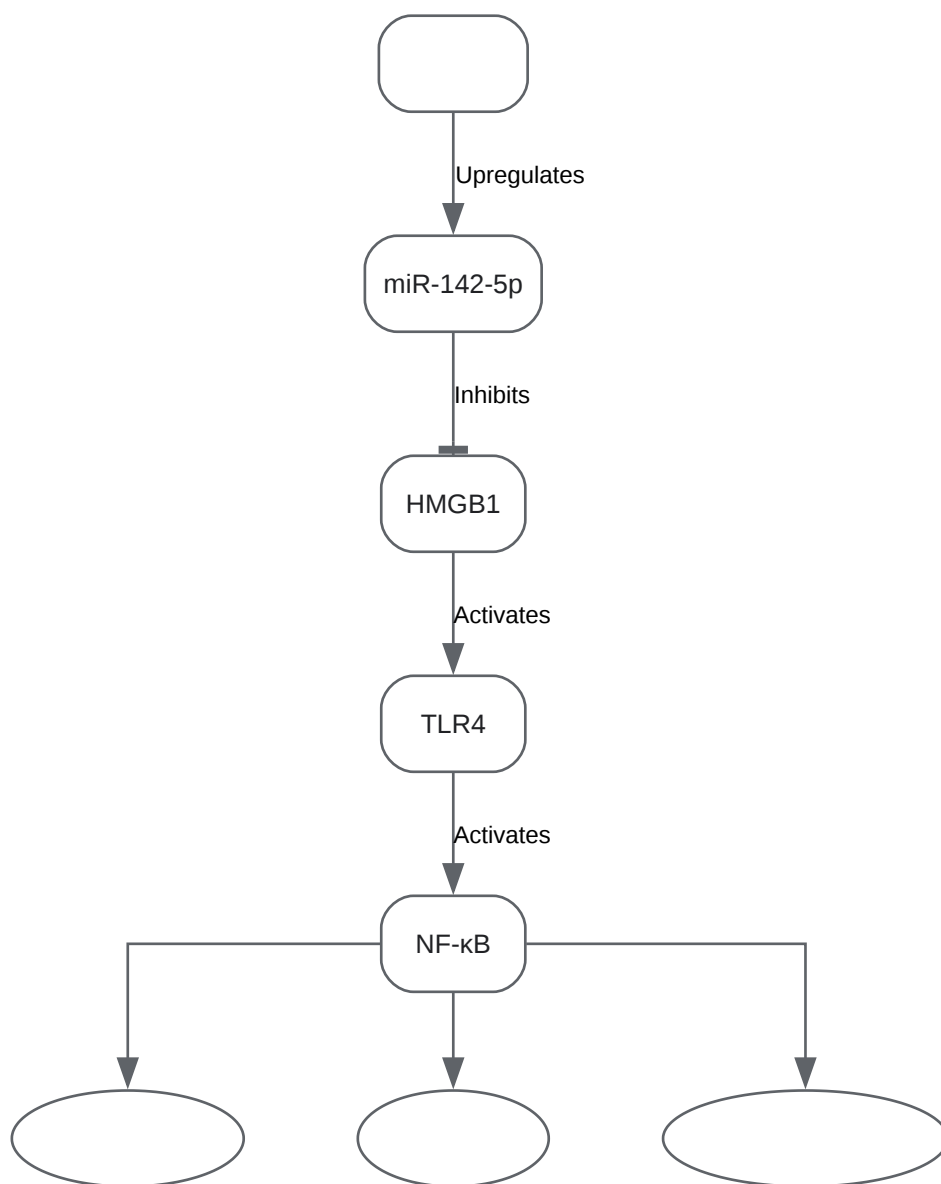 Upregulates
miR-142-5p
Inhibits
HMGB1
Activates
TLR4
Activates
NF-κB